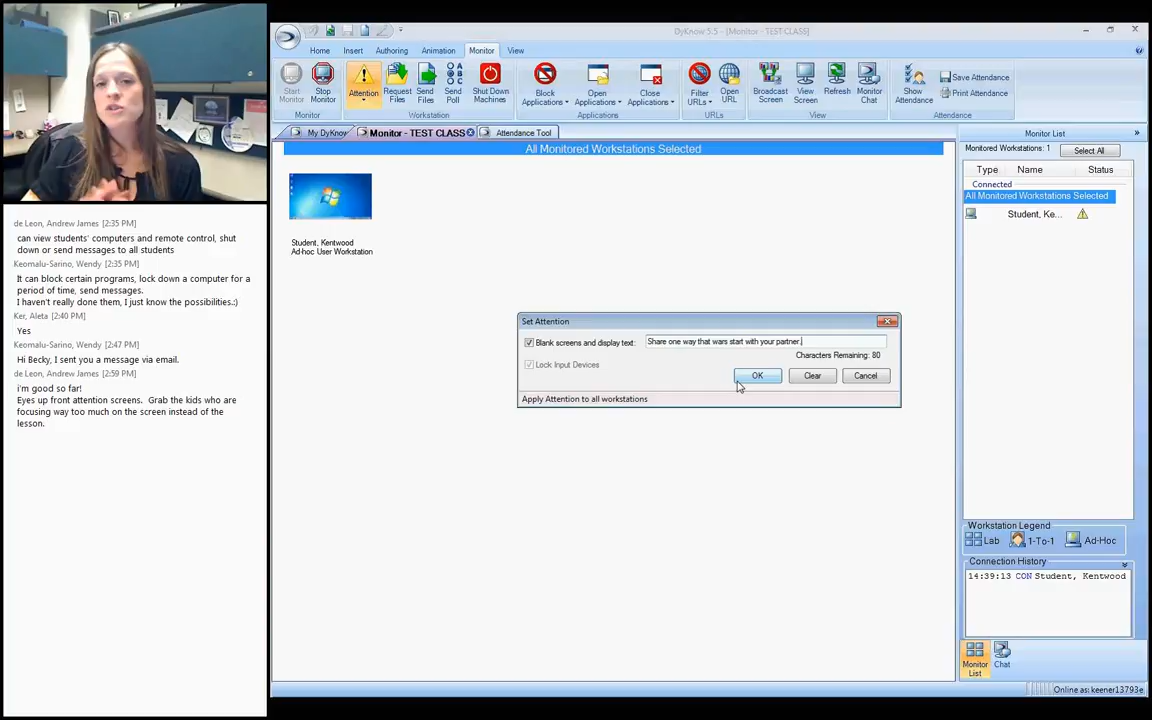 de Leon, Andrew James [2:35 PM]
can view students' computers and remote control, shut
down or send messages to all students
Keomalu-Sarino, Wendy [2:35 PM]
It can block certain programs, lock down a computer for a
period of time, send messages.
I haven't really done them, I just know the possibilities.:)
Ker, Aleta [2:40 PM]
Yes
Keomalu-Sarino, Wendy [2:47 PM]
Hi Becky, I sent you a message via email.
de Leon, Andrew James [2:59 PM]
i'm good so far!
Eyes up front attention screens. Grab the kids who are
focusing way too much on the screen instead of the
lesson.
DyKnow 5.5 - [Monitor - TEST CLASS]
Home Insert Authoring Animation Monitor View
Start Monitor
Stop Monitor
Attention
Request Files
Send Files
Send Poll
Shut Down Machines
Block Applications
Open Applications
Close Applications
Filter URLs
Open URL
Broadcast Screen
View Screen
Refresh
Monitor Chat
Show Attendance
Save Attendance
Print Attendance
Monitor Workstation Applications URLs View Attendance
My DyKnow Monitor - TEST CLASS Attendance Tool
All Monitored Workstations Selected
Student, Kentwood
Ad-hoc User Workstation
Set Attention
Blank screens and display text: Share one way that wars start with your partner.
Characters Remaining: 80
Lock Input Devices
OK Clear Cancel
Apply Attention to all workstations
Monitor List
Monitored Workstations: 1 Select All
Type Name Status
Connected
All Monitored Workstations Selected
Student, Ke...
Workstation Legend
Lab 1-To-1 Ad-Hoc
Connection History
14:39:13 CON Student, Kentwood
Monitor List
Chat
Online as: keener13793e